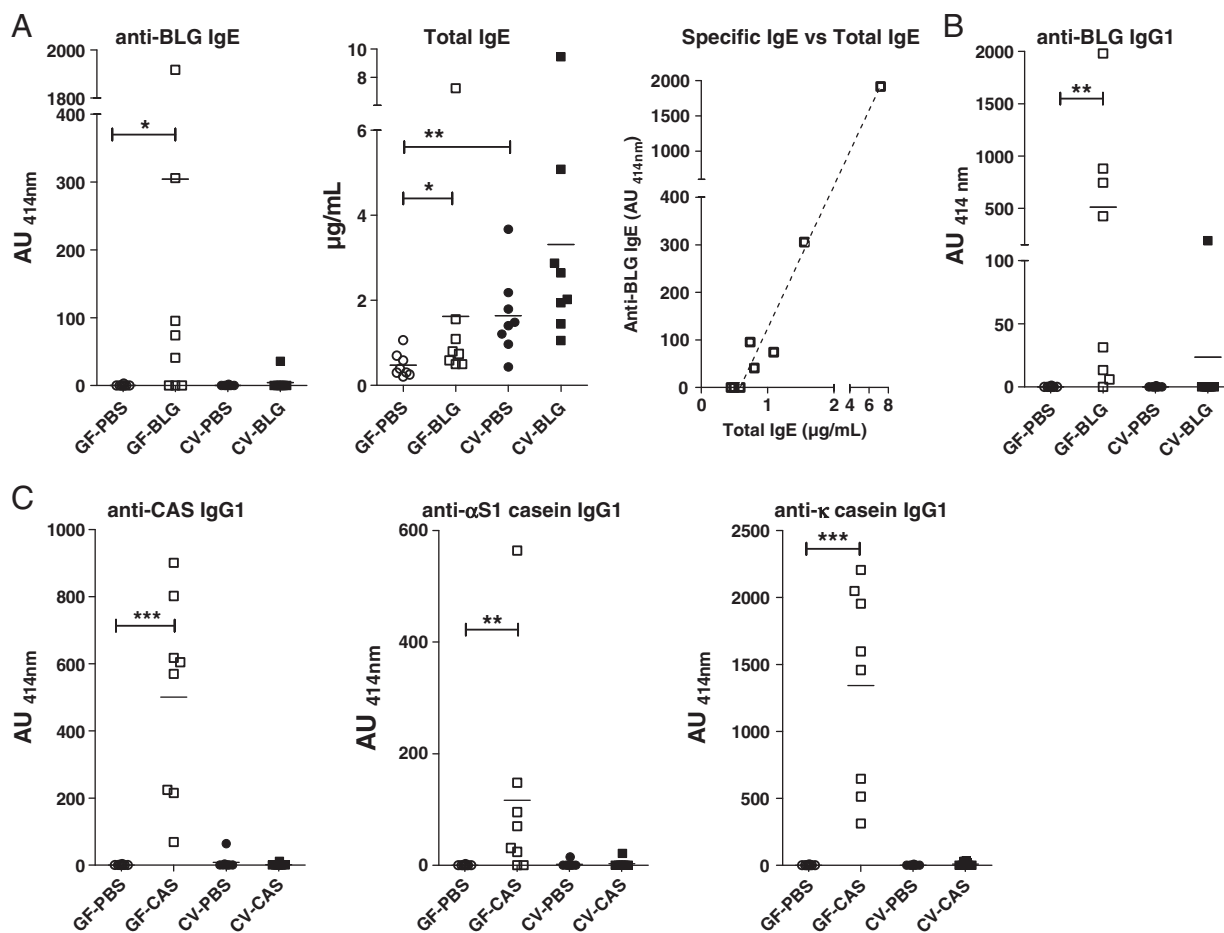 A
anti-BLG IgE
Total IgE
Specific IgE vs Total IgE
B
anti-BLG IgG1
2000
1800
400
300
200
100
0
AU 414nm
*
GF-PBS
GF-BLG
CV-PBS
CV-BLG
10
8
6
4
2
0
µg/mL
**
*
GF-PBS
GF-BLG
CV-PBS
CV-BLG
2000
1500
1000
500
400
300
200
100
0
Anti-BLG IgE (AU 414nm)
0
1
2
4
6
8
Total IgE (µg/mL)
2000
1500
1000
500
100
50
0
AU 414 nm
**
GF-PBS
GF-BLG
CV-PBS
CV-BLG
C
anti-CAS IgG1
anti-αS1 casein IgG1
anti-κ casein IgG1
1000
800
600
400
200
0
AU 414nm
***
GF-PBS
GF-CAS
CV-PBS
CV-CAS
600
400
200
0
AU 414nm
**
GF-PBS
GF-CAS
CV-PBS
CV-CAS
2500
2000
1500
1000
500
0
AU 414nm
***
GF-PBS
GF-CAS
CV-PBS
CV-CAS